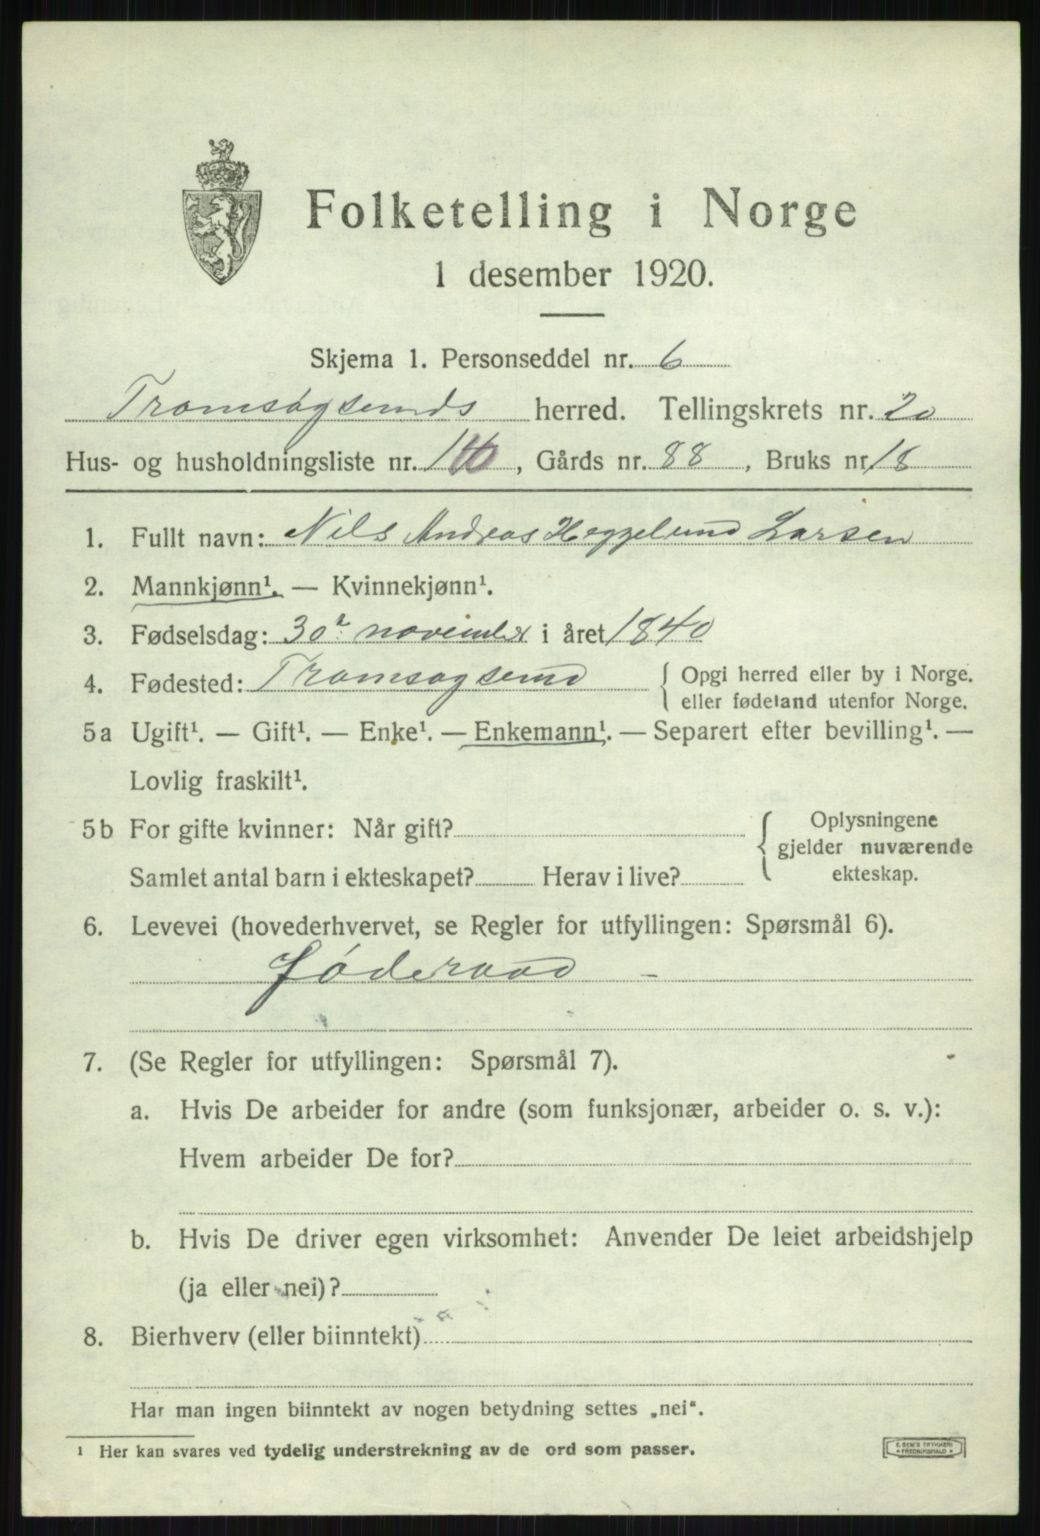 Folketelling i Norge
1 desember 1920.
Skjema 1. Personseddel nr. 6
Tromsøysunds herred. Tellingskrets nr. 20
Hus- og husholdningsliste nr. , Gårds nr. 88, Bruks nr. 18
1. Fullt navn: Nils Andreas Heggelund Larsen
2. Mannkjønn¹. — Kvinnekjønn¹.
3. Fødselsdag: 30r november i året 1840
4. Fødested: Tromsøysund { Opgi herred eller by i Norge,
eller fødeland utenfor Norge.
5a Ugift¹. — Gift¹. — Enke¹. — Enkemann¹. — Separert efter bevilling¹. —
Lovlig fraskilt¹.
5b For gifte kvinner: Når gift? { Oplysningene
gjelder nuværende
Samlet antal barn i ekteskapet? Herav i live? ekteskap.
6. Levevei (hovederhvervet, se Regler for utfyllingen: Spørsmål 6).
Føderaad -
7. (Se Regler for utfyllingen: Spørsmål 7).
a. Hvis De arbeider for andre (som funksjonær, arbeider o. s. v.):
Hvem arbeider De for?
b. Hvis De driver egen virksomhet: Anvender De leiet arbeidshjelp
(ja eller nei)?
8. Bierhverv (eller biinntekt)
Har man ingen biinntekt av nogen betydning settes „nei“.
¹ Her kan svares ved tydelig understrekning av de ord som passer.